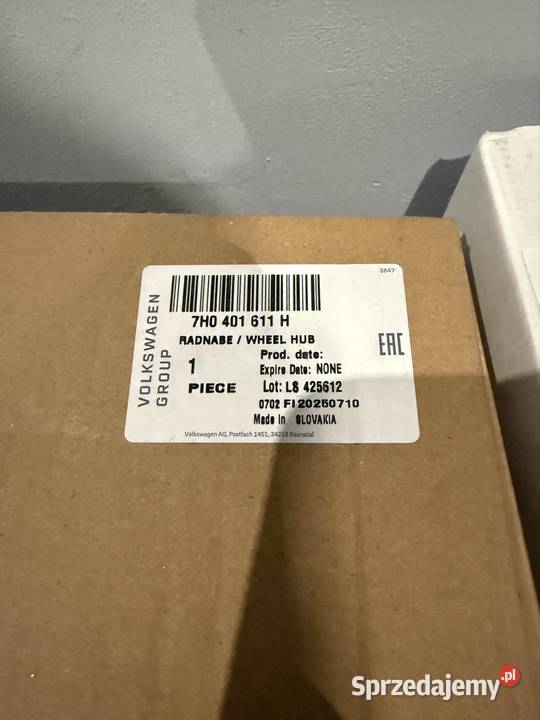 3847
VOLKSWAGEN
GROUP
7H0 401 611 H
RADNABE / WHEEL HUB
Prod. date:
EAC
1
Expire Date: NONE
PIECE
Lot: LS 425612
0702 FI20250710
Made in SLOVAKIA
Volkswagen AG, Postfach 1451, 34219 Baunatal
Sprzedajemy.pl